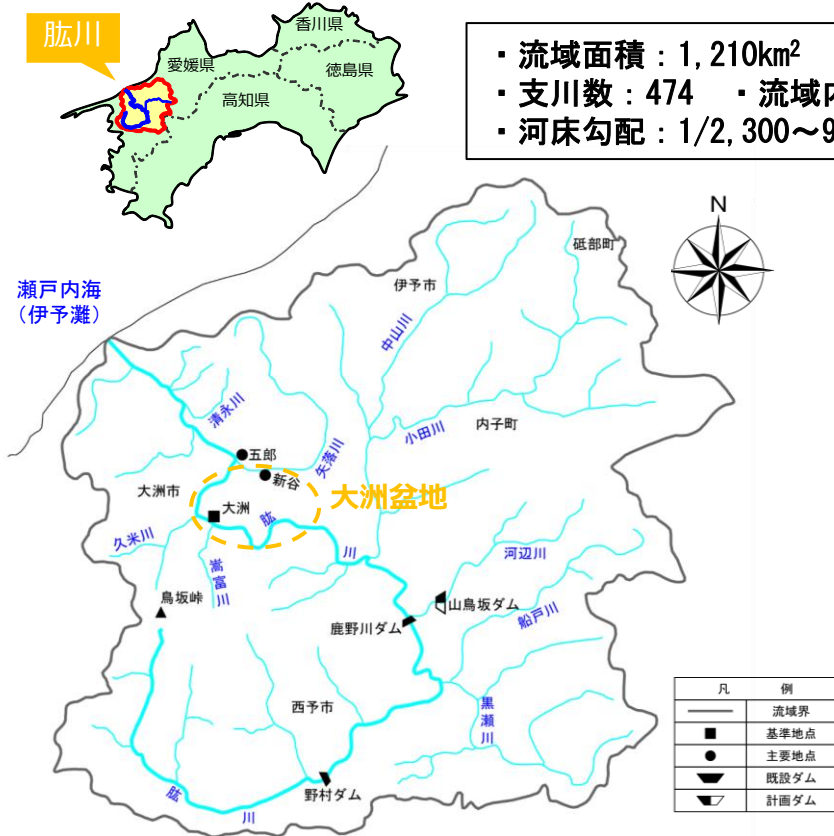 肱川
香川県
愛媛県
徳島県
高知県
・流域面積：1,210km²
・支川数：474　・流域内
・河床勾配：1/2,300～9
N
砥部町
伊予市
瀬戸内海
（伊予灘）
中山川
清永川
小田川
内子町
矢落川
五郎
新谷
大洲市
大洲盆地
大洲
肱
川
久米川
嵩富川
河辺川
鳥坂峠
山鳥坂ダム
船戸川
鹿野川ダム
西予市
黒瀬川
野村ダム
肱
川
凡　例
流域界
基準地点
主要地点
既設ダム
計画ダム